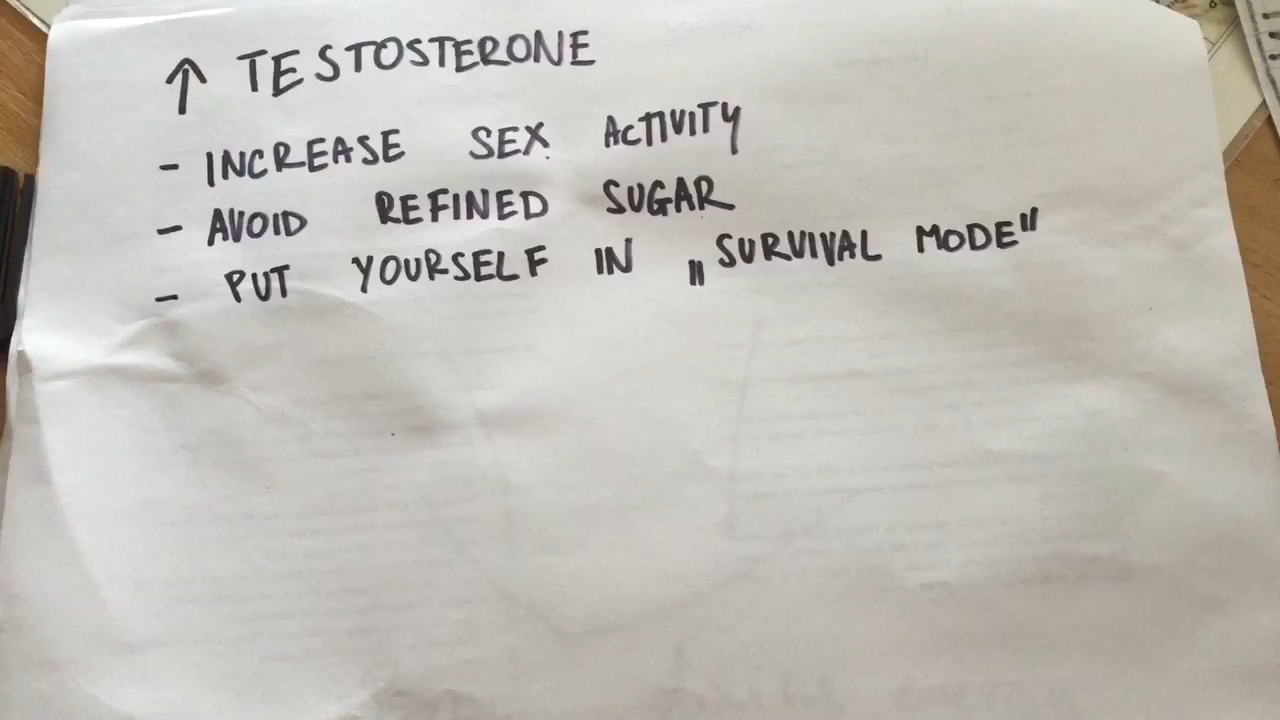 ↑ TESTOSTERONE
- INCREASE SEX ACTIVITY
- AVOID REFINED SUGAR
- PUT YOURSELF IN „SURVIVAL MODE"